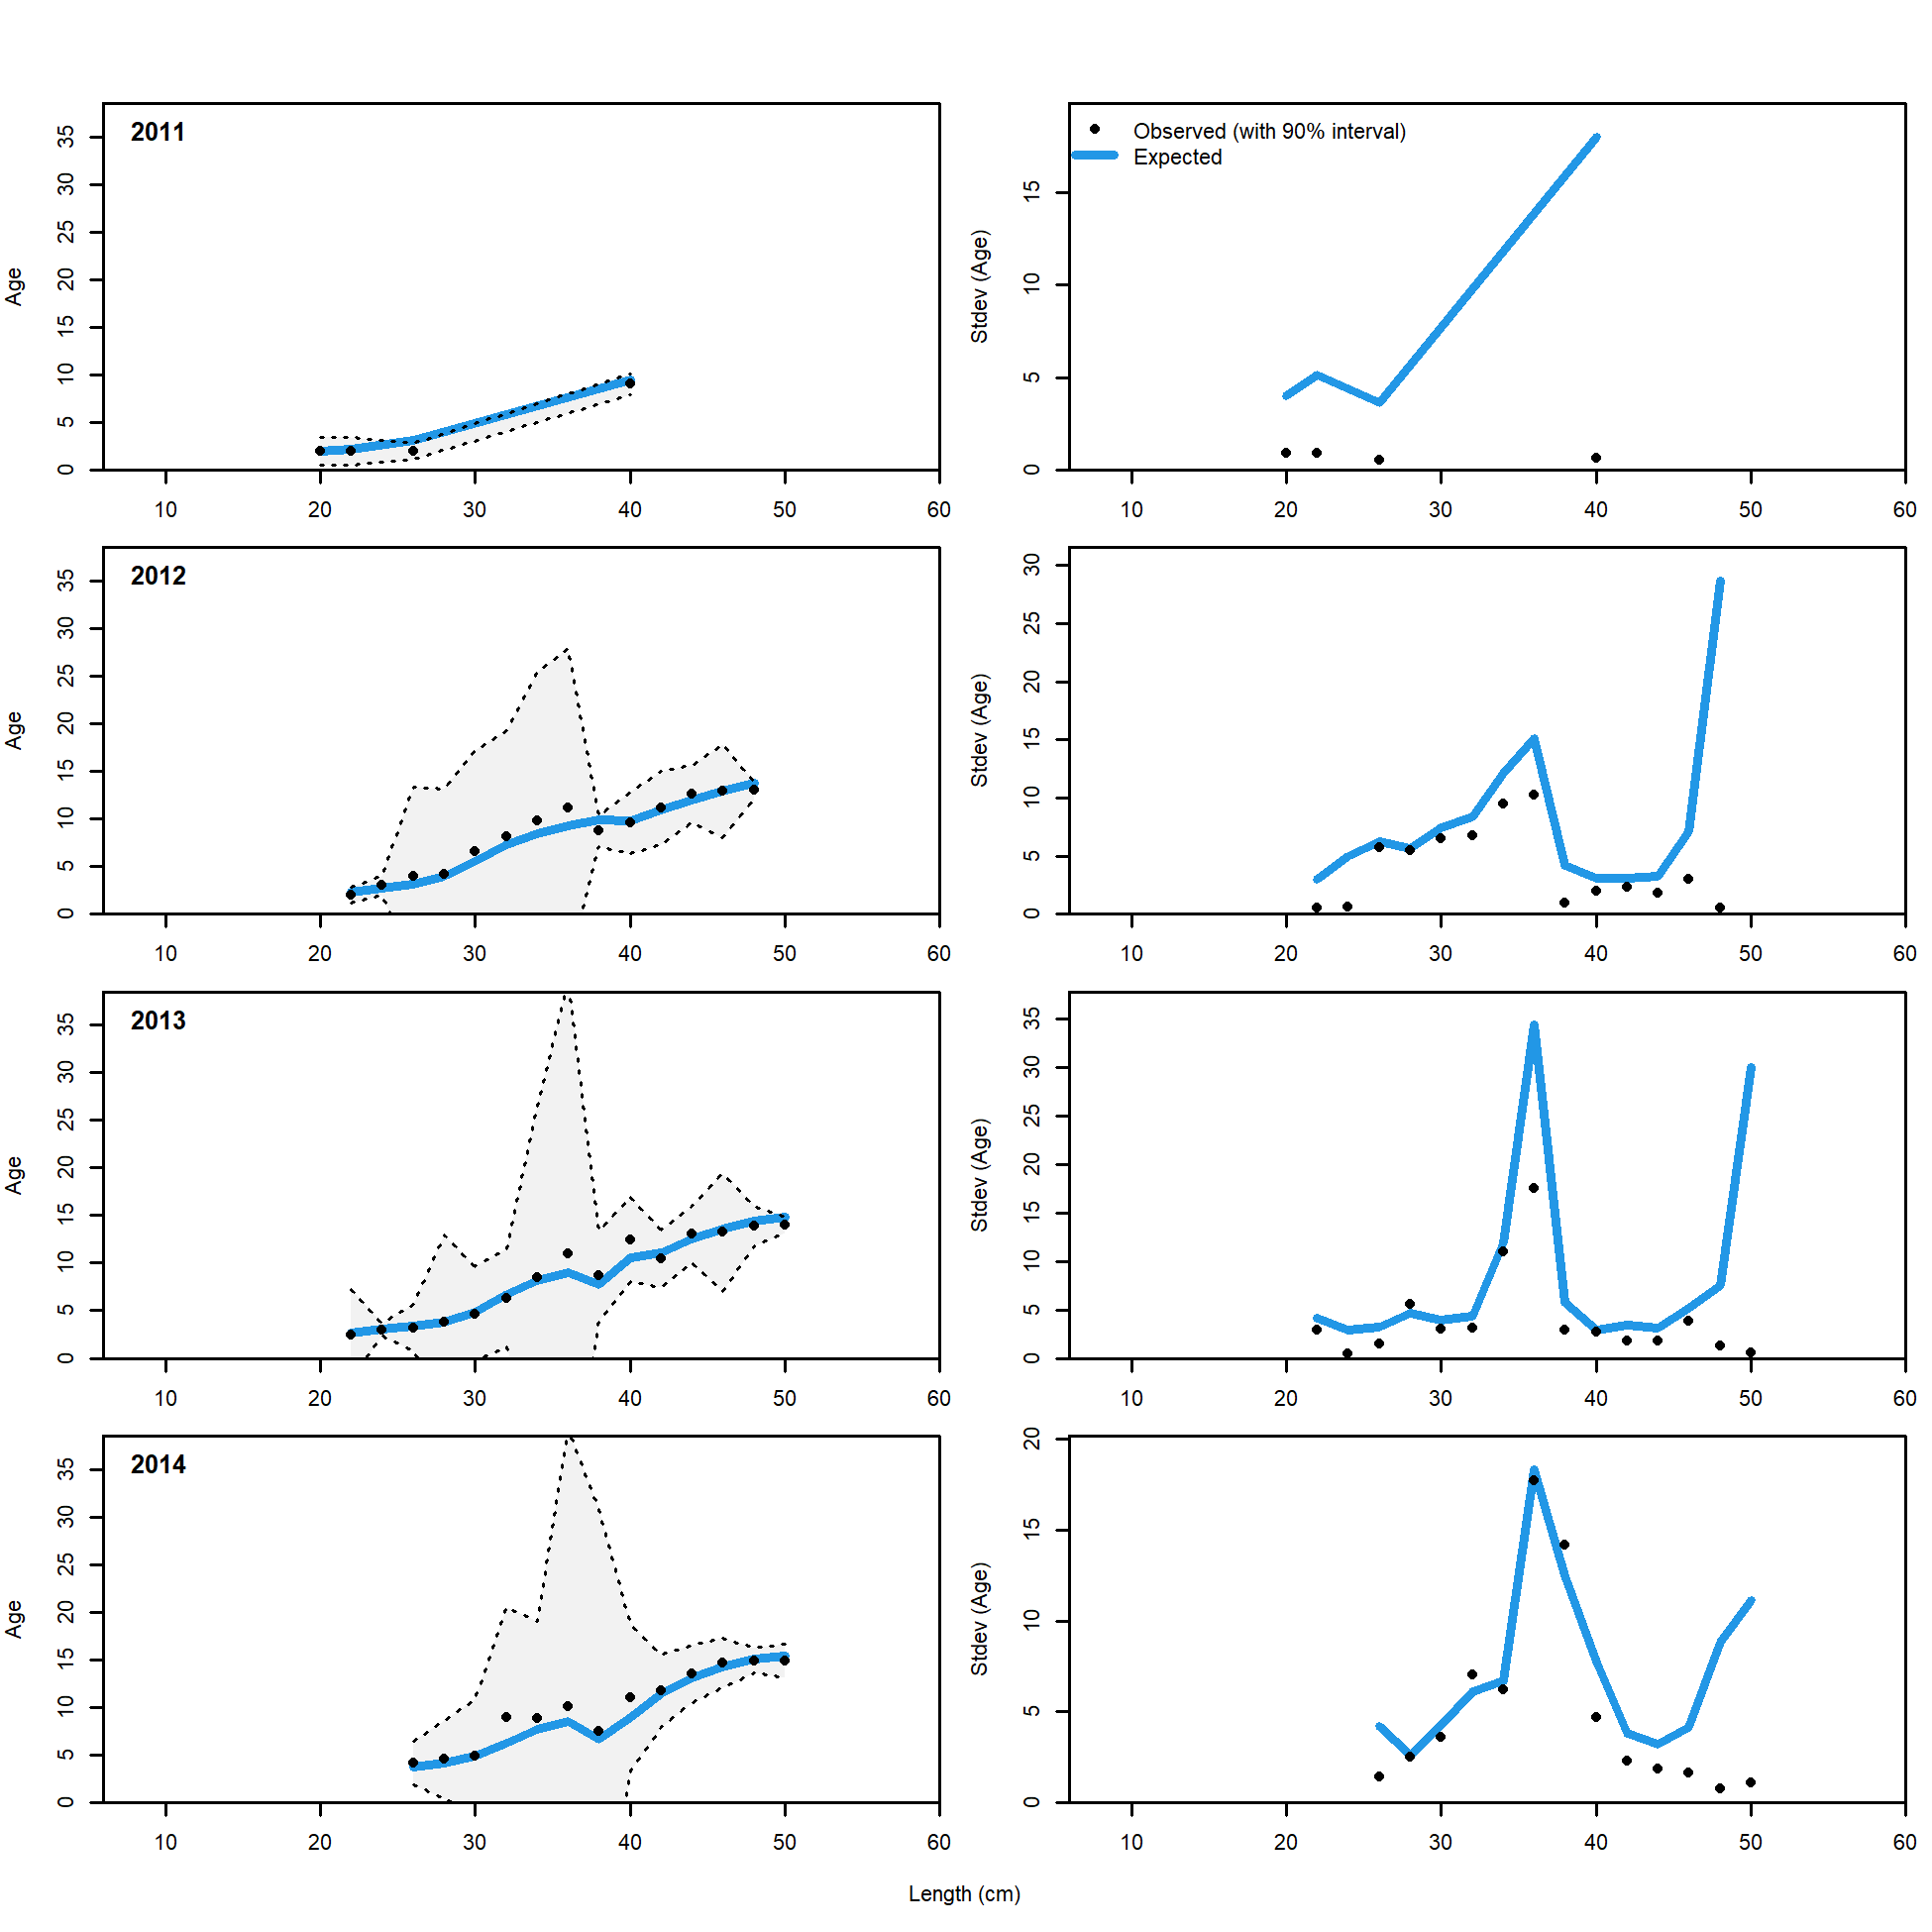 2011
Age
0 5 10 15 20 25 30 35
10 20 30 40 50 60
Observed (with 90% interval)
Expected
Stdev (Age)
0 5 10 15
10 20 30 40 50 60
2012
Age
0 5 10 15 20 25 30 35
10 20 30 40 50 60
Stdev (Age)
0 5 10 15 20 25 30
10 20 30 40 50 60
2013
Age
0 5 10 15 20 25 30 35
10 20 30 40 50 60
Stdev (Age)
0 5 10 15 20 25 30 35
10 20 30 40 50 60
2014
Age
0 5 10 15 20 25 30 35
10 20 30 40 50 60
Stdev (Age)
0 5 10 15 20
10 20 30 40 50 60
Length (cm)